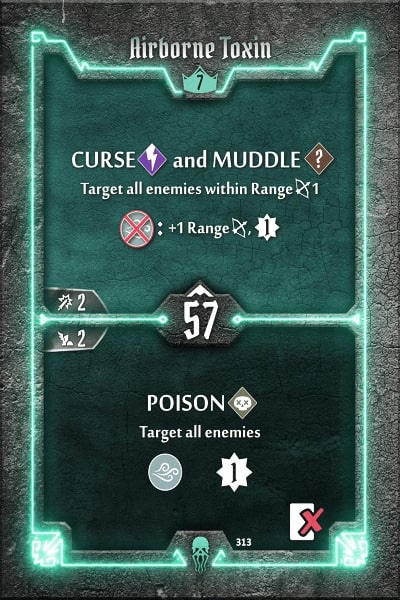 Airborne Toxin
7
CURSE and MUDDLE ?
Target all enemies within Range 1
: +1 Range , 1
2
57
2
POISON
Target all enemies
1
313